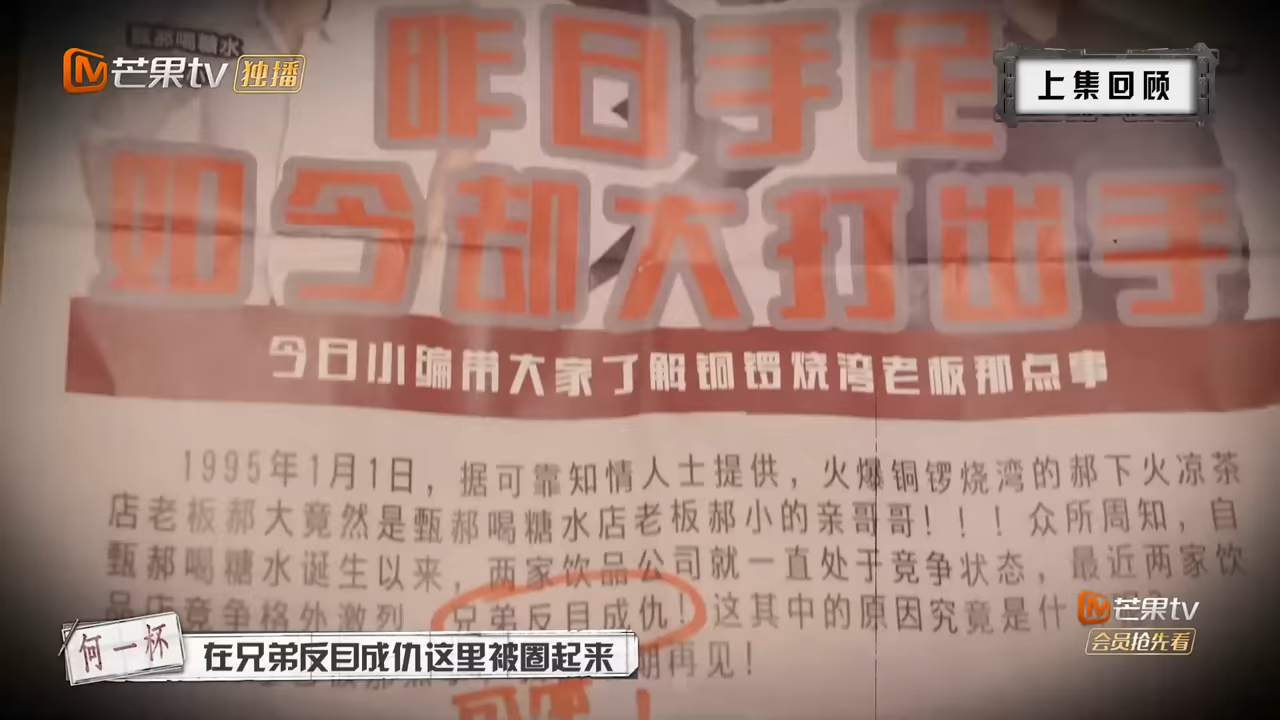 甄郝喝糖水
芒果tv 独播
上集回顾
昨日手足
如今却大打出手
今日小编带大家了解铜锣烧湾老板那点事
1995年1月1日，据可靠知情人士提供，火爆铜锣烧湾的郝下火凉茶
店老板郝大竟然是甄郝喝糖水店老板郝小的亲哥哥！！！众所周知，自
甄郝喝糖水诞生以来，两家饮品公司就一直处于竞争状态，最近两家饮
品店竞争格外激烈，兄弟反目成仇！这其中的原因究竟是什
芒果tv
会员抢先看
何一杯
在兄弟反目成仇这里被圈起来
期再见！